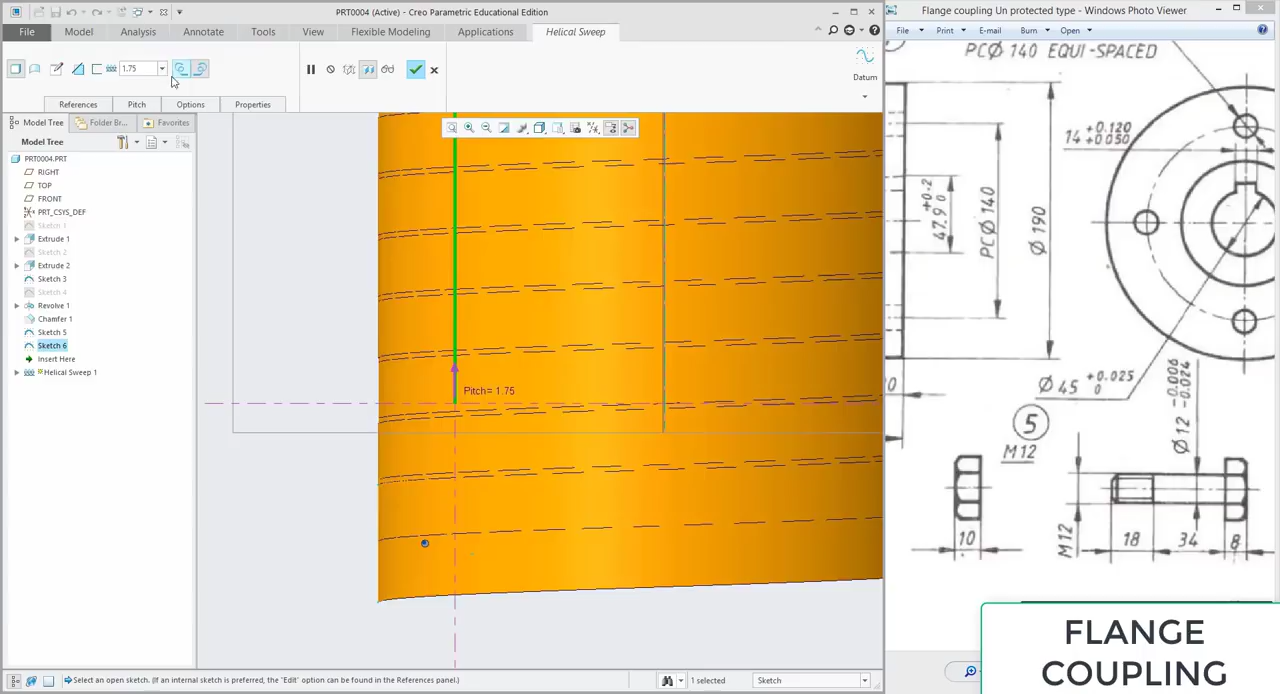 PRT0004 (Active) - Creo Parametric Educational Edition
File
Model
Analysis
Annotate
Tools
View
Flexible Modeling
Applications
Helical Sweep
1.75
Datum
References
Pitch
Options
Properties
Model Tree
Folder Br...
Favorites
Model Tree
PRT0004.PRT
RIGHT
TOP
FRONT
PRT_CSYS_DEF
Sketch 1
Extrude 1
Sketch 2
Extrude 2
Sketch 3
Sketch 4
Revolve 1
Chamfer 1
Sketch 5
Sketch 6
Insert Here
*Helical Sweep 1
Pitch= 1.75
Select an open sketch. (If an internal sketch is preferred, the "Edit" option can be found in the References panel.)
1 selected
Sketch
Flange coupling Un protected type - Windows Photo Viewer
File
Print
E-mail
Burn
Open
PCØ 140 EQUI-SPACED
14 +0.120
+0.050
47.9 +0.2
0
PCØ 140
Ø 190
Ø 45 +0.025
0
Ø 12 -0.006
-0.024
5
M12
M12
10
18
34
8
FLANGE
COUPLING